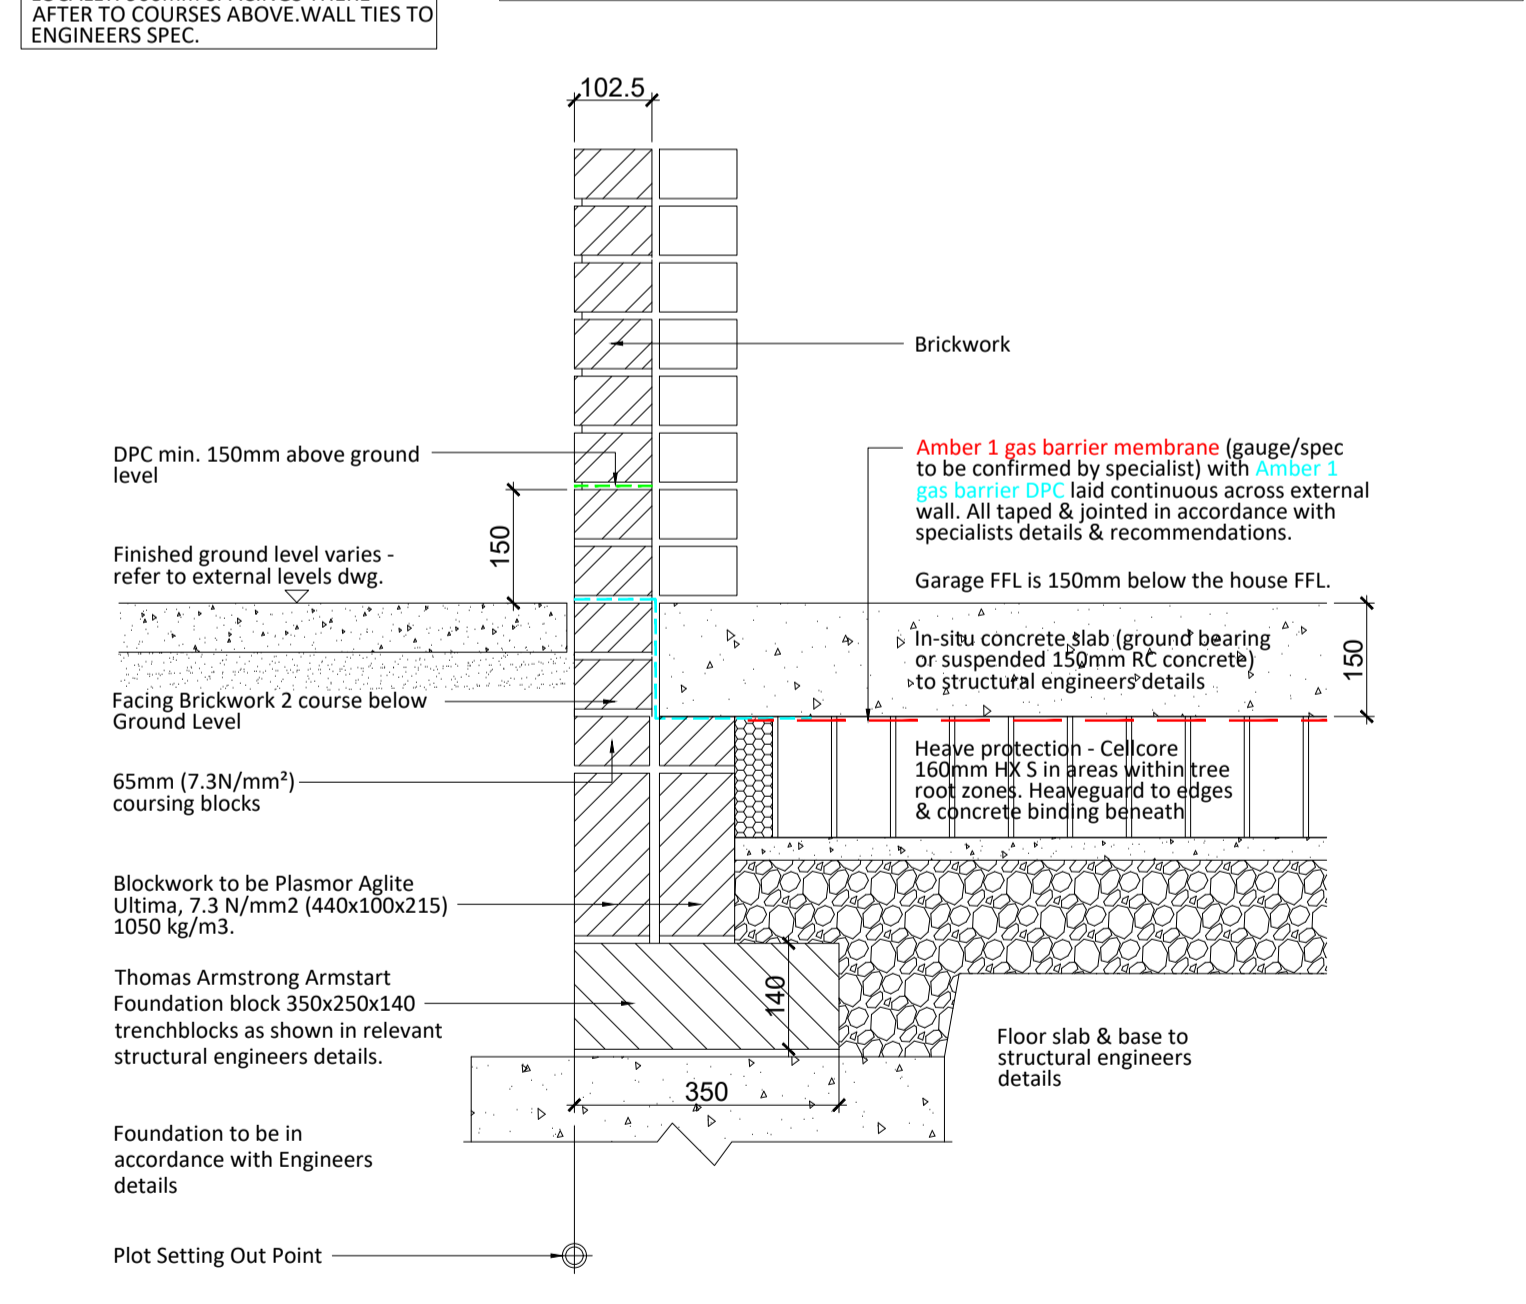 AFTER TO COURSES ABOVE.WALL TIES TO
ENGINEERS SPEC.
102.5
Brickwork
DPC min. 150mm above ground
level
Amber 1 gas barrier membrane (gauge/spec
to be confirmed by specialist) with Amber 1
gas barrier DPC laid continuous across external
wall. All taped & jointed in accordance with
specialists details & recommendations.
150
Finished ground level varies -
refer to external levels dwg.
Garage FFL is 150mm below the house FFL.
In-situ concrete slab (ground bearing
or suspended 150mm RC concrete)
to structural engineers details
150
Facing Brickwork 2 course below
Ground Level
65mm (7.3N/mm²)
coursing blocks
Heave protection - Cellcore
160mm HX S in areas within tree
root zones. Heaveguard to edges
& concrete binding beneath
Blockwork to be Plasmor Aglite
Ultima, 7.3 N/mm2 (440x100x215)
1050 kg/m3.
Thomas Armstrong Armstart
Foundation block 350x250x140
trenchblocks as shown in relevant
structural engineers details.
140
Floor slab & base to
structural engineers
details
350
Foundation to be in
accordance with Engineers
details
Plot Setting Out Point